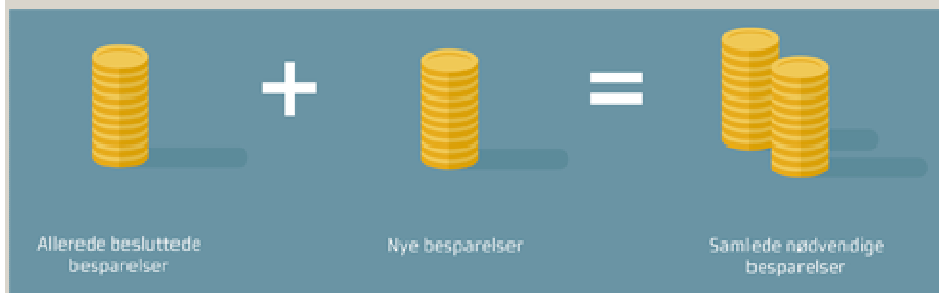 Allerede besluttede
besparelser
+
Nye besparelser
=
Samlede nødvendige
besparelser